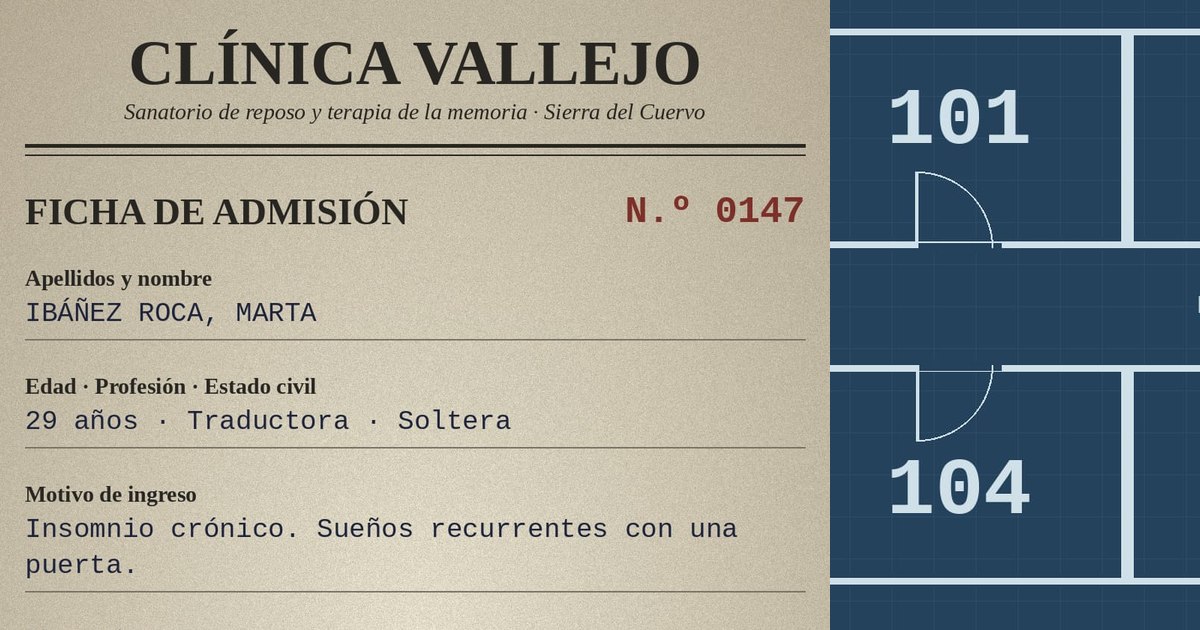 CLÍNICA VALLEJO
Sanatorio de reposo y terapia de la memoria · Sierra del Cuervo
FICHA DE ADMISIÓN
N.º 0147
Apellidos y nombre
IBÁÑEZ ROCA, MARTA
Edad · Profesión · Estado civil
29 años · Traductora · Soltera
Motivo de ingreso
Insomnio crónico. Sueños recurrentes con una
puerta.
101
104